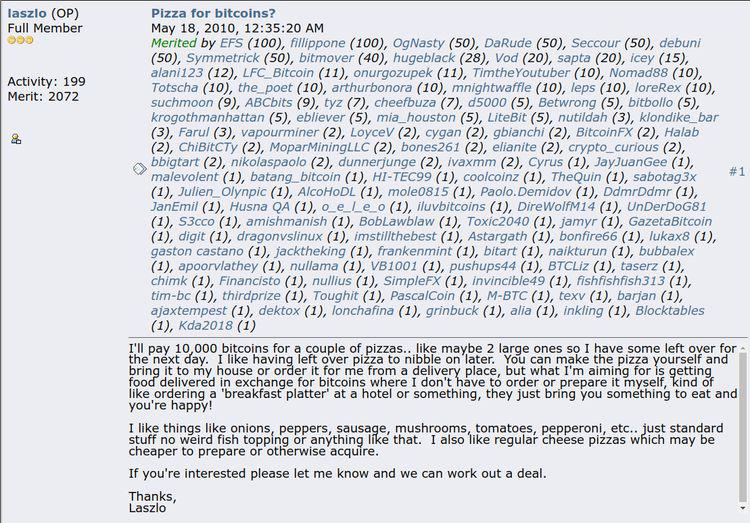 laszlo (OP)
Full Member
Activity: 199
Merit: 2072
Pizza for bitcoins?
May 18, 2010, 12:35:20 AM
#1
Merited by EFS (100), fillippone (100), OgNasty (50), DaRude (50), Seccour (50), debuni
(50), Symmetrick (50), bitmover (40), hugeblack (28), Vod (20), sapta (20), icey (15),
alani123 (12), LFC_Bitcoin (11), onurgozupek (11), TimtheYoutuber (10), Nomad88 (10),
Totscha (10), the_poet (10), arthurbonora (10), mnightwaffle (10), leps (10), loreRex (10),
suchmoon (9), ABCbits (9), tyz (7), cheefbuza (7), d5000 (5), Betwrong (5), bitbollo (5),
krogothmanhattan (5), ebliever (5), mia_houston (5), LiteBit (5), nutildah (3), klondike_bar
(3), Farul (3), vapourminer (2), LoyceV (2), cygan (2), gbianchi (2), BitcoinFX (2), Halab
(2), ChiBitCTy (2), MoparMiningLLC (2), bones261 (2), elianite (2), crypto_curious (2),
bbigtart (2), nikolaspaolo (2), dunnerjunge (2), ivaxmm (2), Cyrus (1), JayJuanGee (1),
malevolent (1), batang_bitcoin (1), HI-TEC99 (1), coolcoinz (1), TheQuin (1), sabotag3x
(1), Julien_Olynpic (1), AlcoHoDL (1), mole0815 (1), Paolo.Demidov (1), DdmrDdmr (1),
JanEmil (1), Husna QA (1), o_e_l_e_o (1), iluvbitcoins (1), DireWolfM14 (1), UnDerDoG81
(1), S3cco (1), amishmanish (1), BobLawblaw (1), Toxic2040 (1), jamyr (1), GazetaBitcoin
(1), digit (1), dragonvslinux (1), imstillthebest (1), Astargath (1), bonfire66 (1), lukax8 (1),
gaston castano (1), jacktheking (1), frankenmint (1), bitart (1), naikturun (1), bubbalex
(1), apoorvlathey (1), nullama (1), VB1001 (1), pushups44 (1), BTCLiz (1), taserz (1),
chimk (1), Financisto (1), nullius (1), SimpleFX (1), invincible49 (1), fishfishfish313 (1),
tim-bc (1), thirdprize (1), Toughit (1), PascalCoin (1), M-BTC (1), texv (1), barjan (1),
ajaxtempest (1), dektox (1), lonchafina (1), grinbuck (1), alia (1), inkling (1), Blocktables
(1), Kda2018 (1)
I'll pay 10,000 bitcoins for a couple of pizzas.. like maybe 2 large ones so I have some left over for
the next day.  I like having left over pizza to nibble on later.  You can make the pizza yourself and
bring it to my house or order it for me from a delivery place, but what I'm aiming for is getting
food delivered in exchange for bitcoins where I don't have to order or prepare it myself, kind of
like ordering a 'breakfast platter' at a hotel or something, they just bring you something to eat and
you're happy!
I like things like onions, peppers, sausage, mushrooms, tomatoes, pepperoni, etc.. just standard
stuff no weird fish topping or anything like that.  I also like regular cheese pizzas which may be
cheaper to prepare or otherwise acquire.
If you're interested please let me know and we can work out a deal.
Thanks,
Laszlo